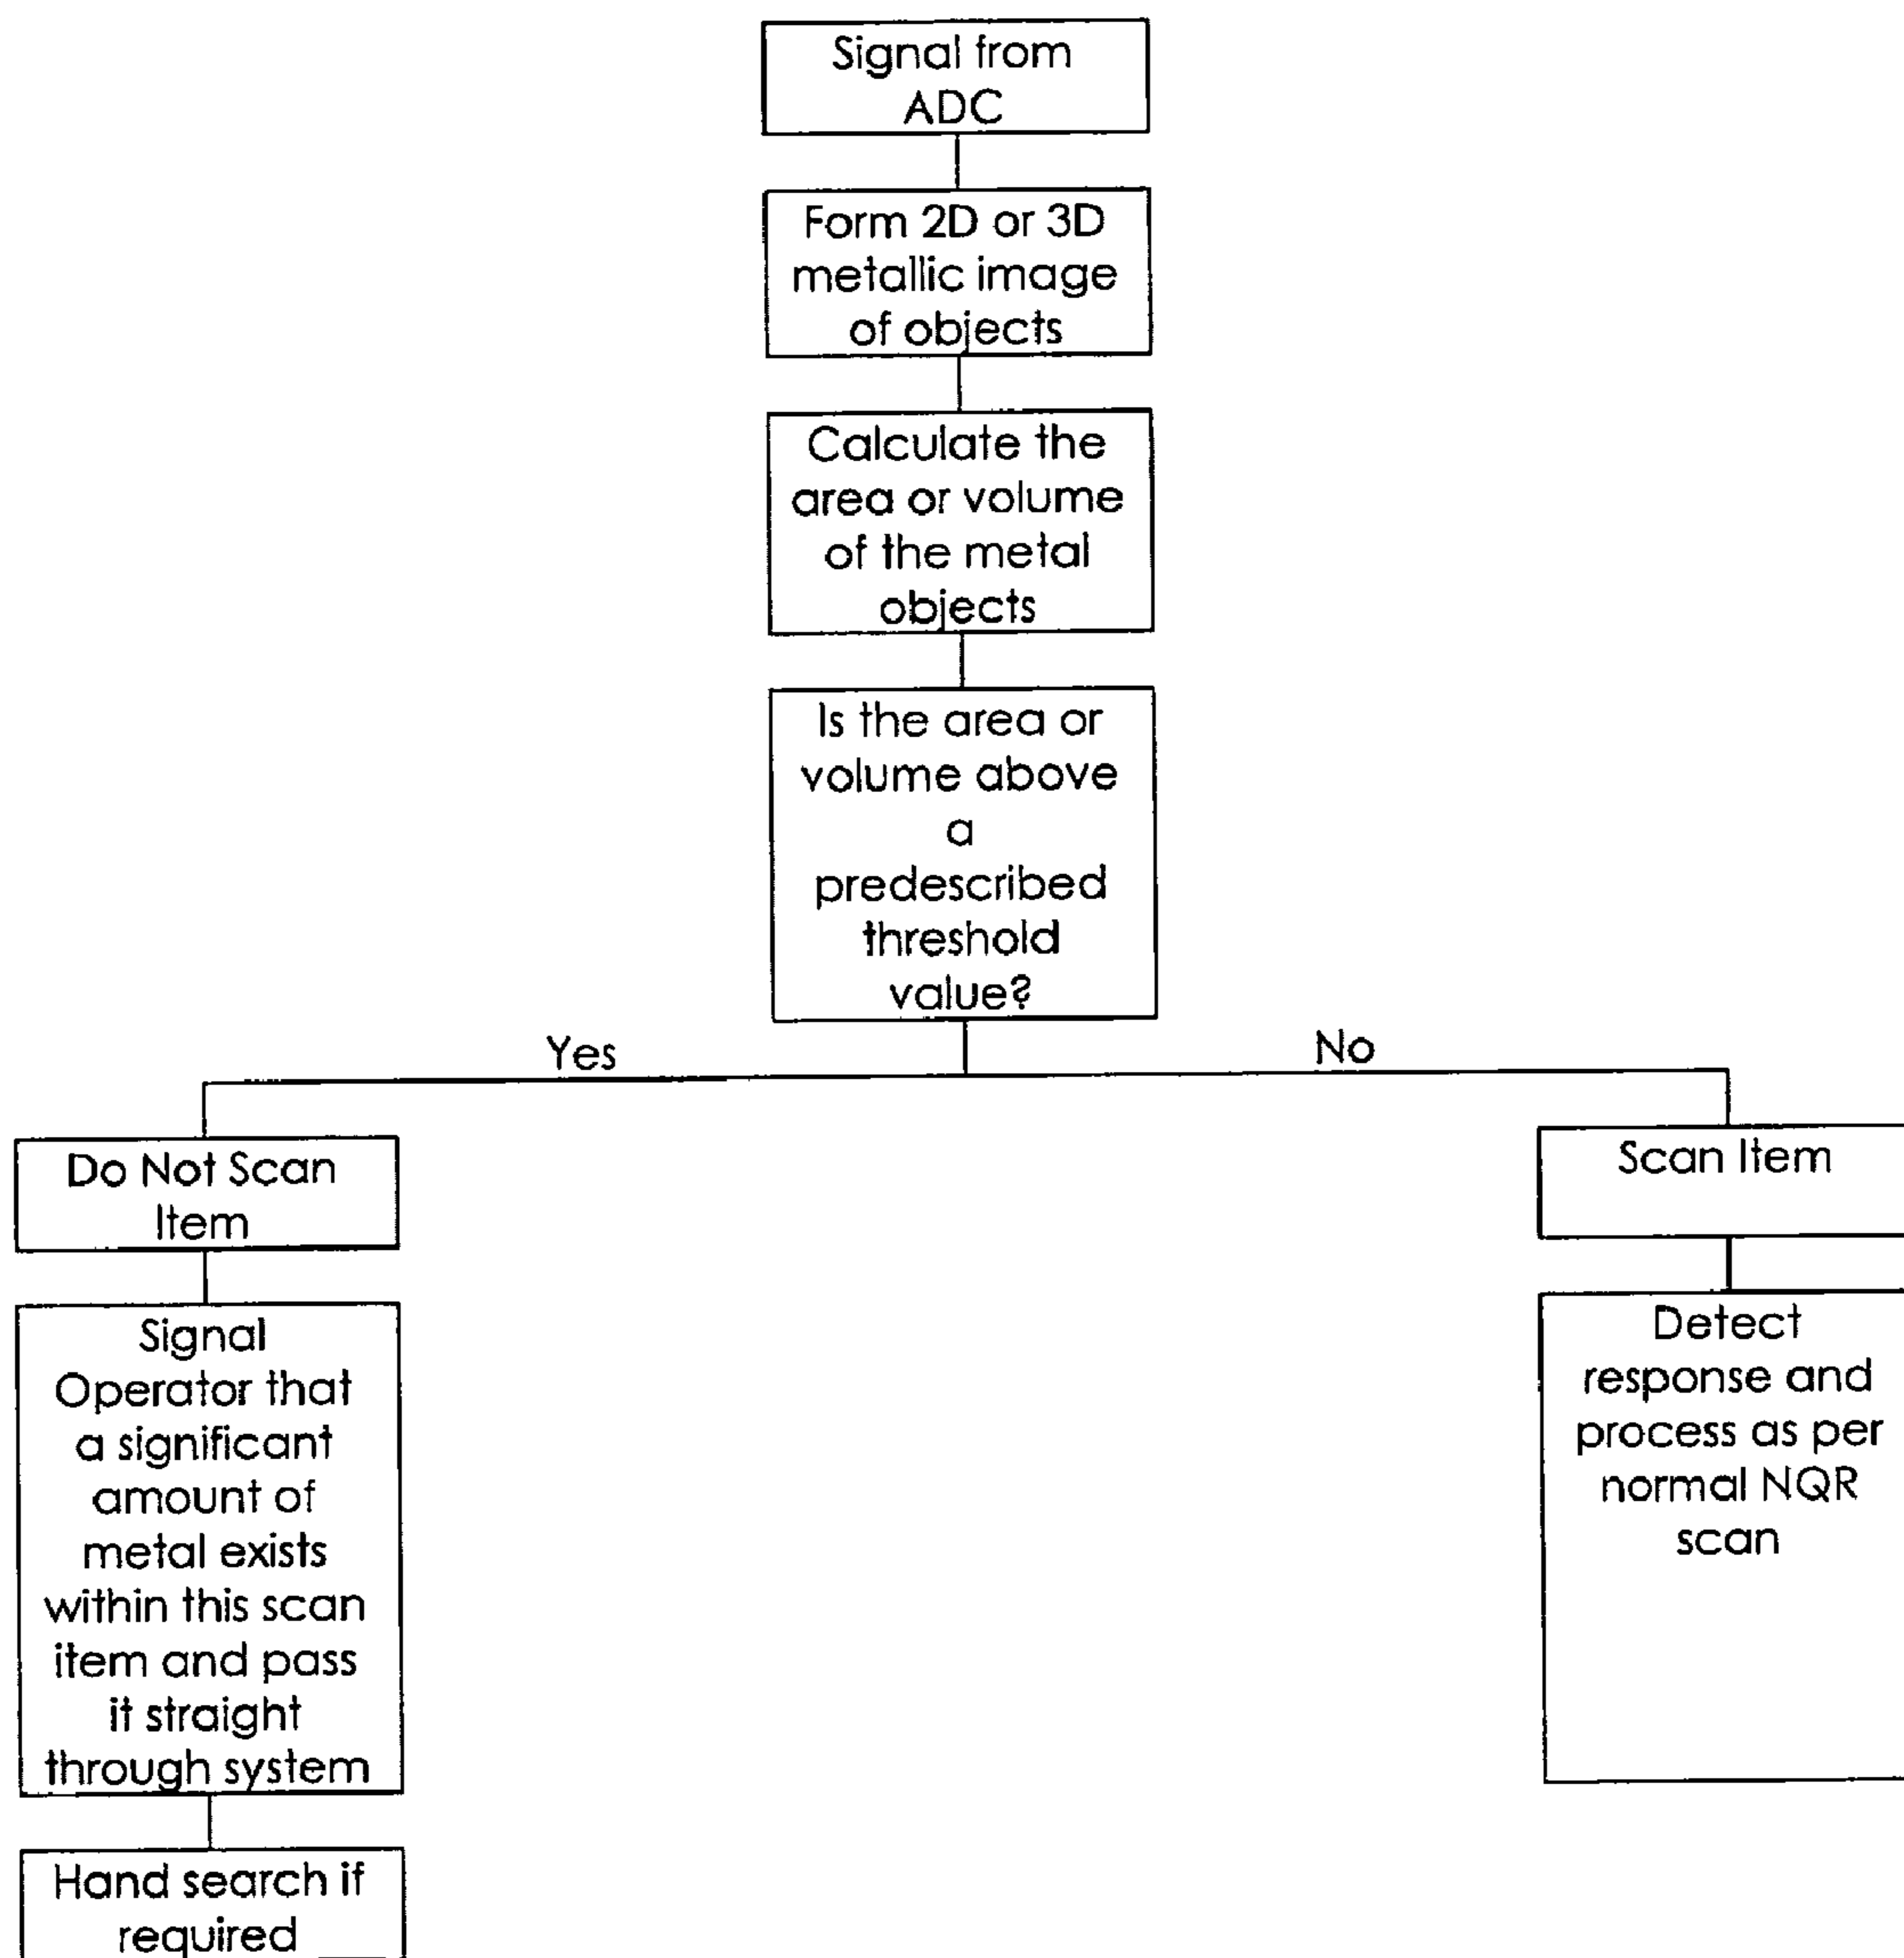 Signal from
ADC
Form 2D or 3D
metallic image
of objects
Calculate the
area or volume
of the metal
objects
Is the area or
volume above
a
predescribed
threshold
value?
Yes
No
Do Not Scan
Item
Signal
Operator that
a significant
amount of
metal exists
within this scan
item and pass
it straight
through system
Hand search if
required
Scan Item
Detect
response and
process as per
normal NQR
scan